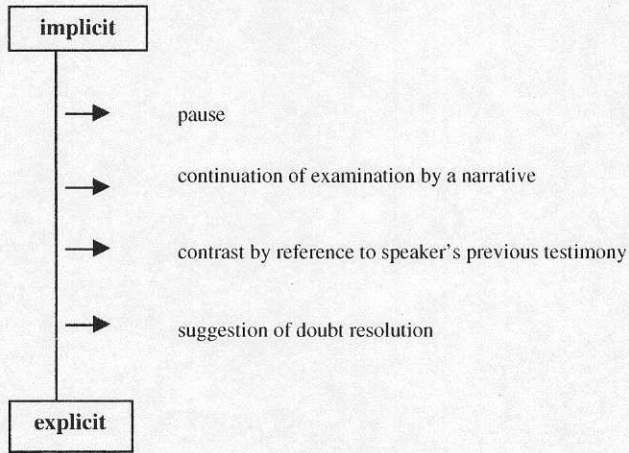 implicit
pause
continuation of examination by a narrative
contrast by reference to speaker's previous testimony
suggestion of doubt resolution
explicit